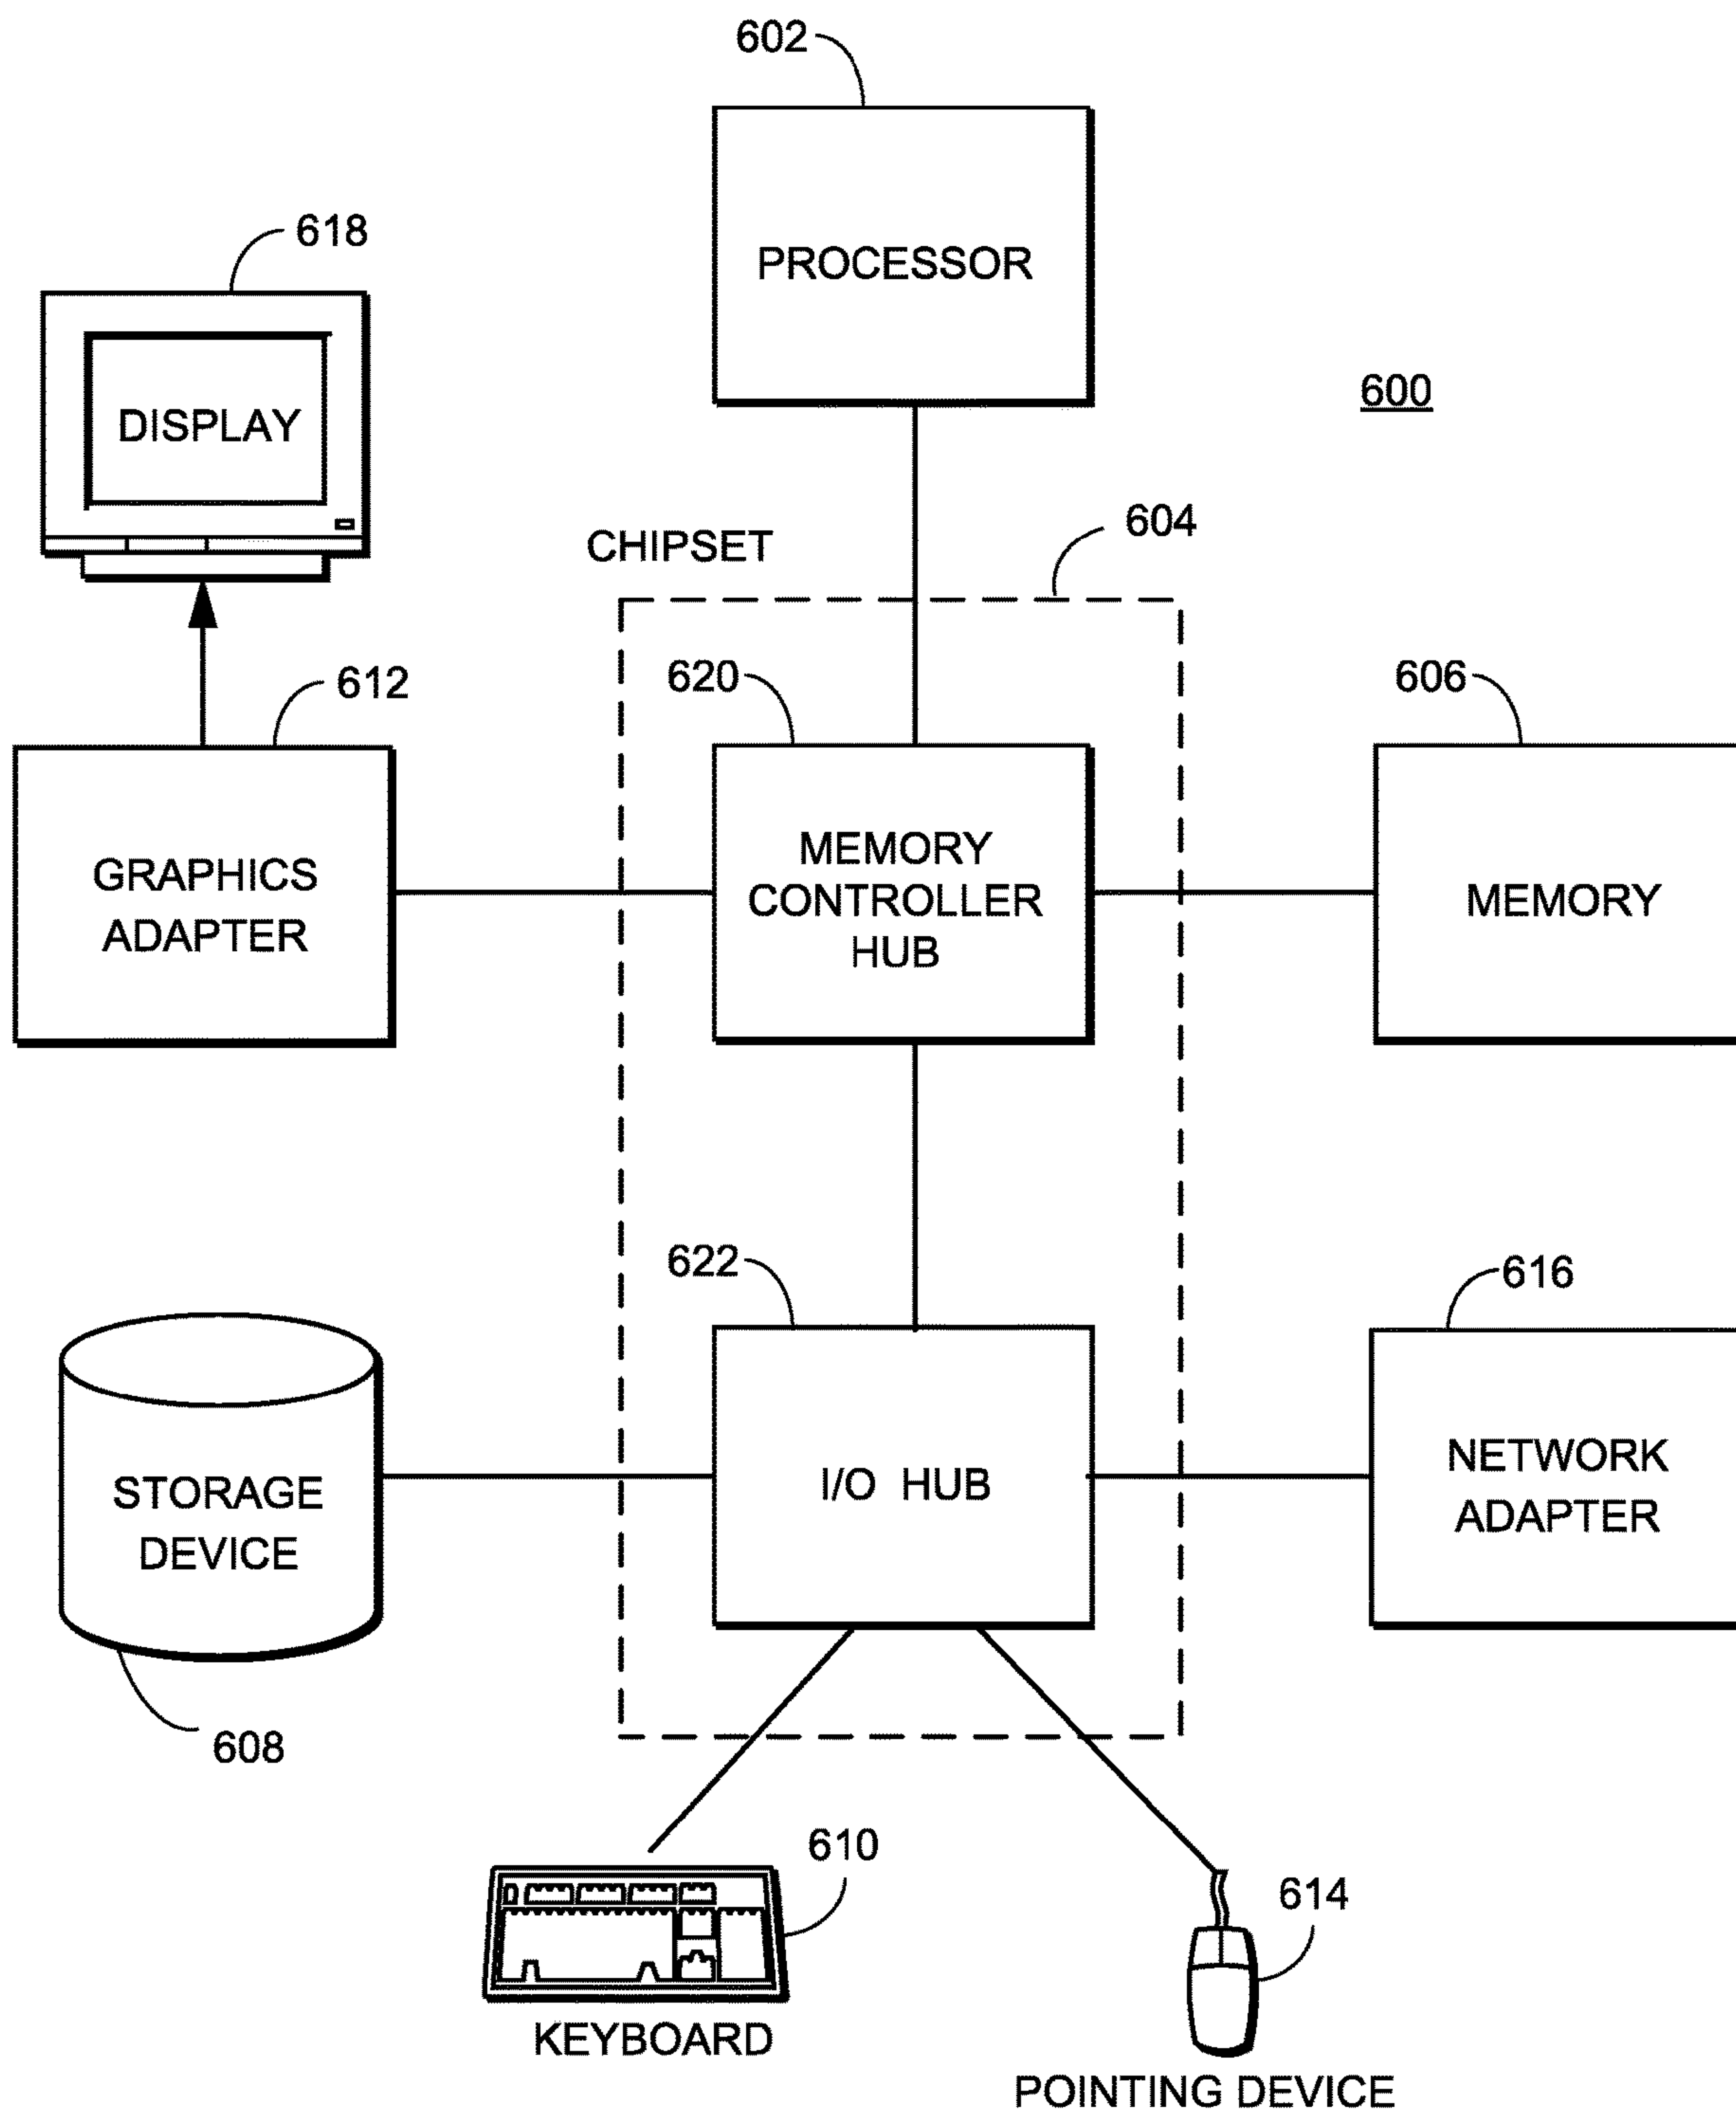 602
PROCESSOR
618
DISPLAY
600
CHIPSET
604
620
612
606
MEMORY
CONTROLLER
HUB
GRAPHICS
ADAPTER
MEMORY
622
616
I/O HUB
STORAGE
DEVICE
NETWORK
ADAPTER
608
610
614
KEYBOARD
POINTING DEVICE